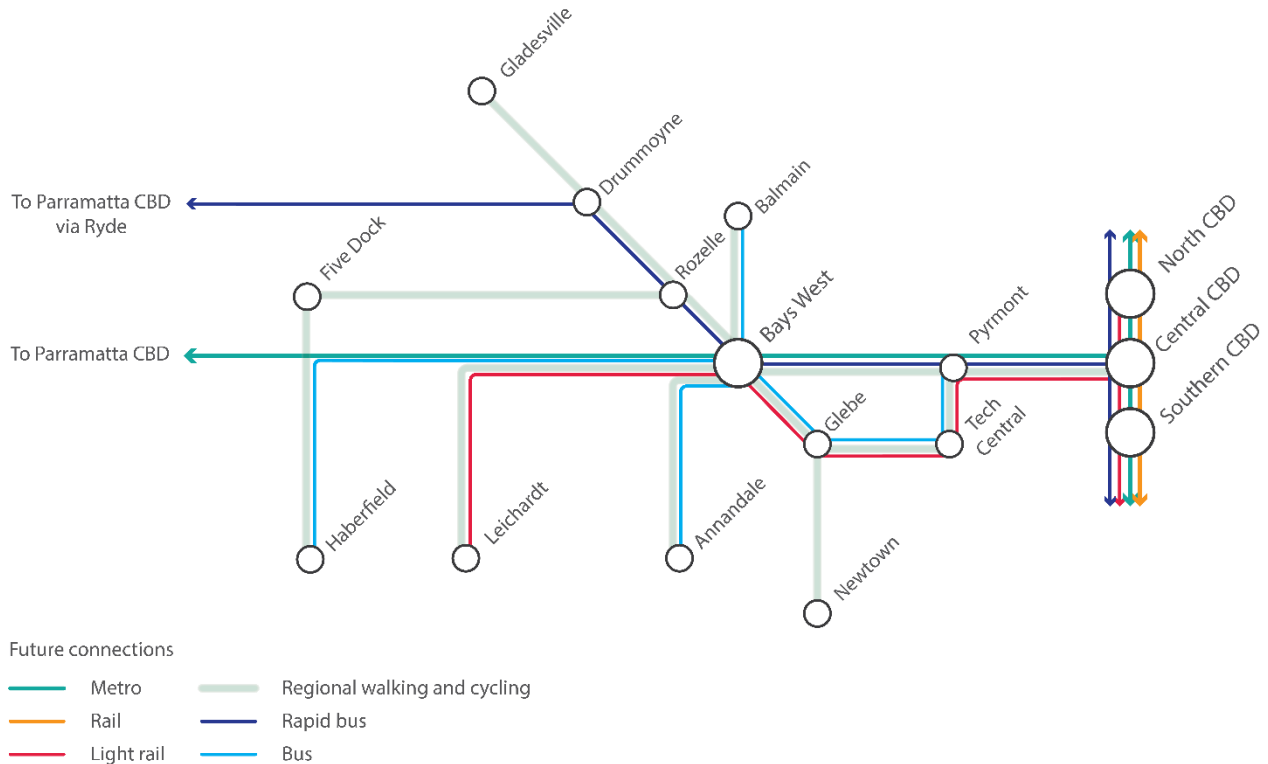 Gladesville
Drummoyne
To Parramatta CBD
via Ryde
Five Dock
Rozelle
Balmain
Bays West
North CBD
Central CBD
Southern CBD
Pyrmont
To Parramatta CBD
Glebe
Tech
Central
Haberfield
Leichardt
Annandale
Newtown
Future connections
Metro
Regional walking and cycling
Rail
Rapid bus
Light rail
Bus